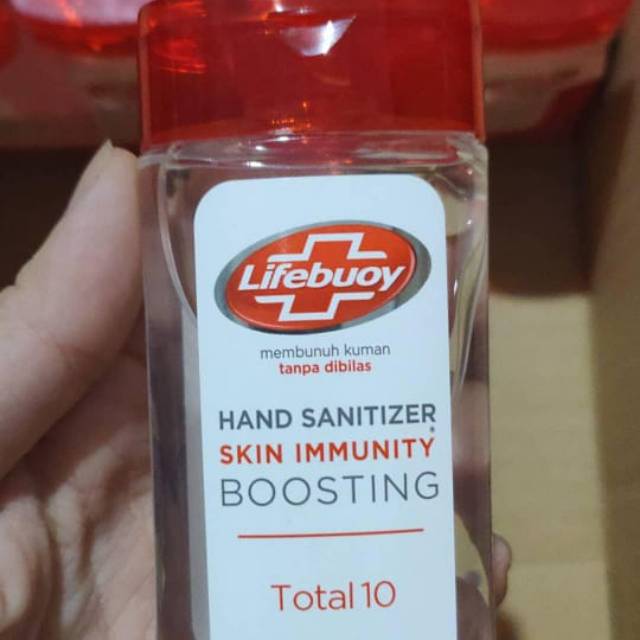 Lifebuoy
membunuh kuman
tanpa dibilas
HAND SANITIZER
SKIN IMMUNITY*
BOOSTING
Total 10